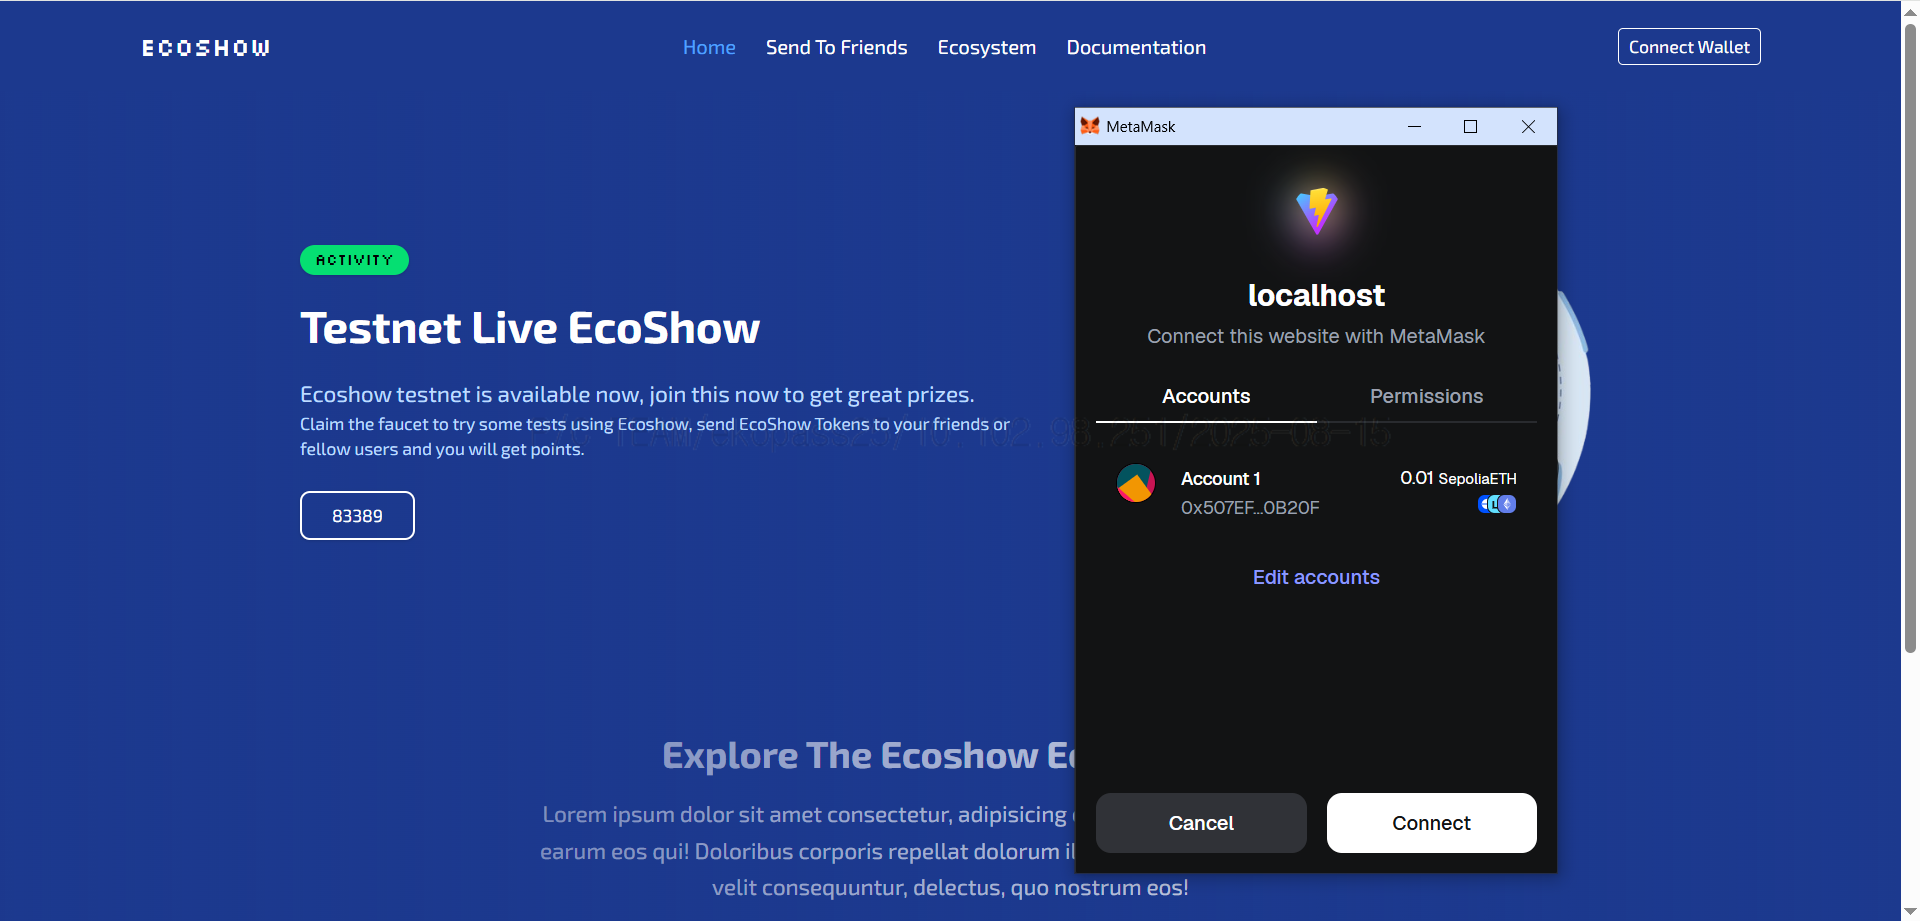 ECOSHOW
Home Send To Friends Ecosystem Documentation
Connect Wallet
ACTIVITY
Testnet Live EcoShow
Ecoshow testnet is available now, join this now to get great prizes.
Claim the faucet to try some tests using Ecoshow, send EcoShow Tokens to your friends or
fellow users and you will get points.
83389
Explore The Ecoshow
Lorem ipsum dolor sit amet consectetur, adipisicing
earum eos qui! Doloribus corporis repellat dolorum
velit consequuntur, delectus, quo nostrum eos!
MetaMask
localhost
Connect this website with MetaMask
Accounts Permissions
Account 1 0.01 SepoliaETH
0x507EF...0B20F
Edit accounts
Cancel Connect